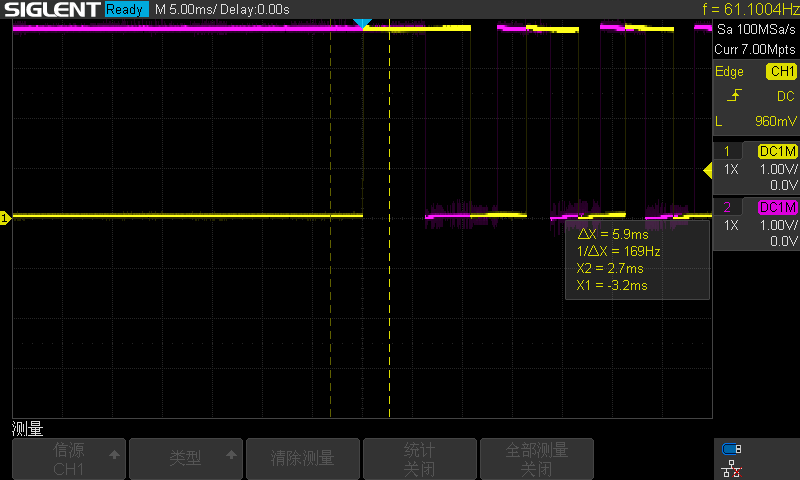 SIGLENT Ready M 5.00ms/ Delay:0.00s f = 61.1004Hz
Sa 100MSa/s
Curr 7.00Mpts
Edge CH1
DC
L 960mV
1 DC1M
1X 1.00V/
0.0V
2 DC1M
1X 1.00V/
0.0V
1
△X = 5.9ms
1/△X = 169Hz
X2 = 2.7ms
X1 = -3.2ms
测量
信源 类型 清除测量 统计 全部测量
CH1 关闭 关闭